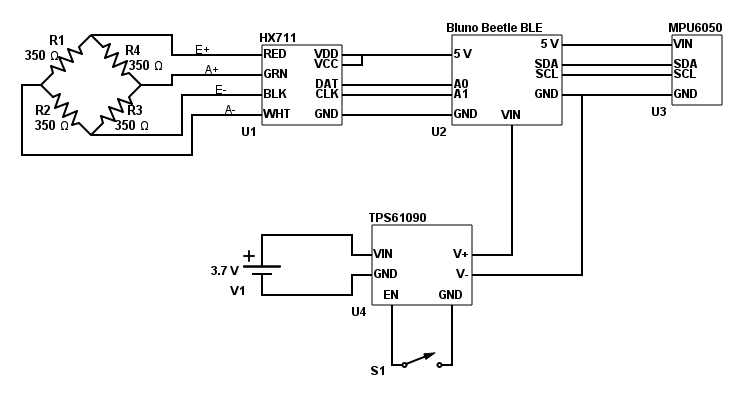 HX711
Bluno Beetle BLE
MPU6050
R1
350 Ω
R4
350 Ω
R2
350 Ω
R3
350 Ω
E+
A+
E-
A-
RED
GRN
BLK
WHT
VDD
VCC
DAT
CLK
GND
U1
5 V
A0
A1
GND
5 V
SDA
SCL
GND
VIN
U2
VIN
SDA
SCL
GND
U3
TPS61090
3.7 V
V1
VIN
GND
V+
V-
EN
GND
U4
S1